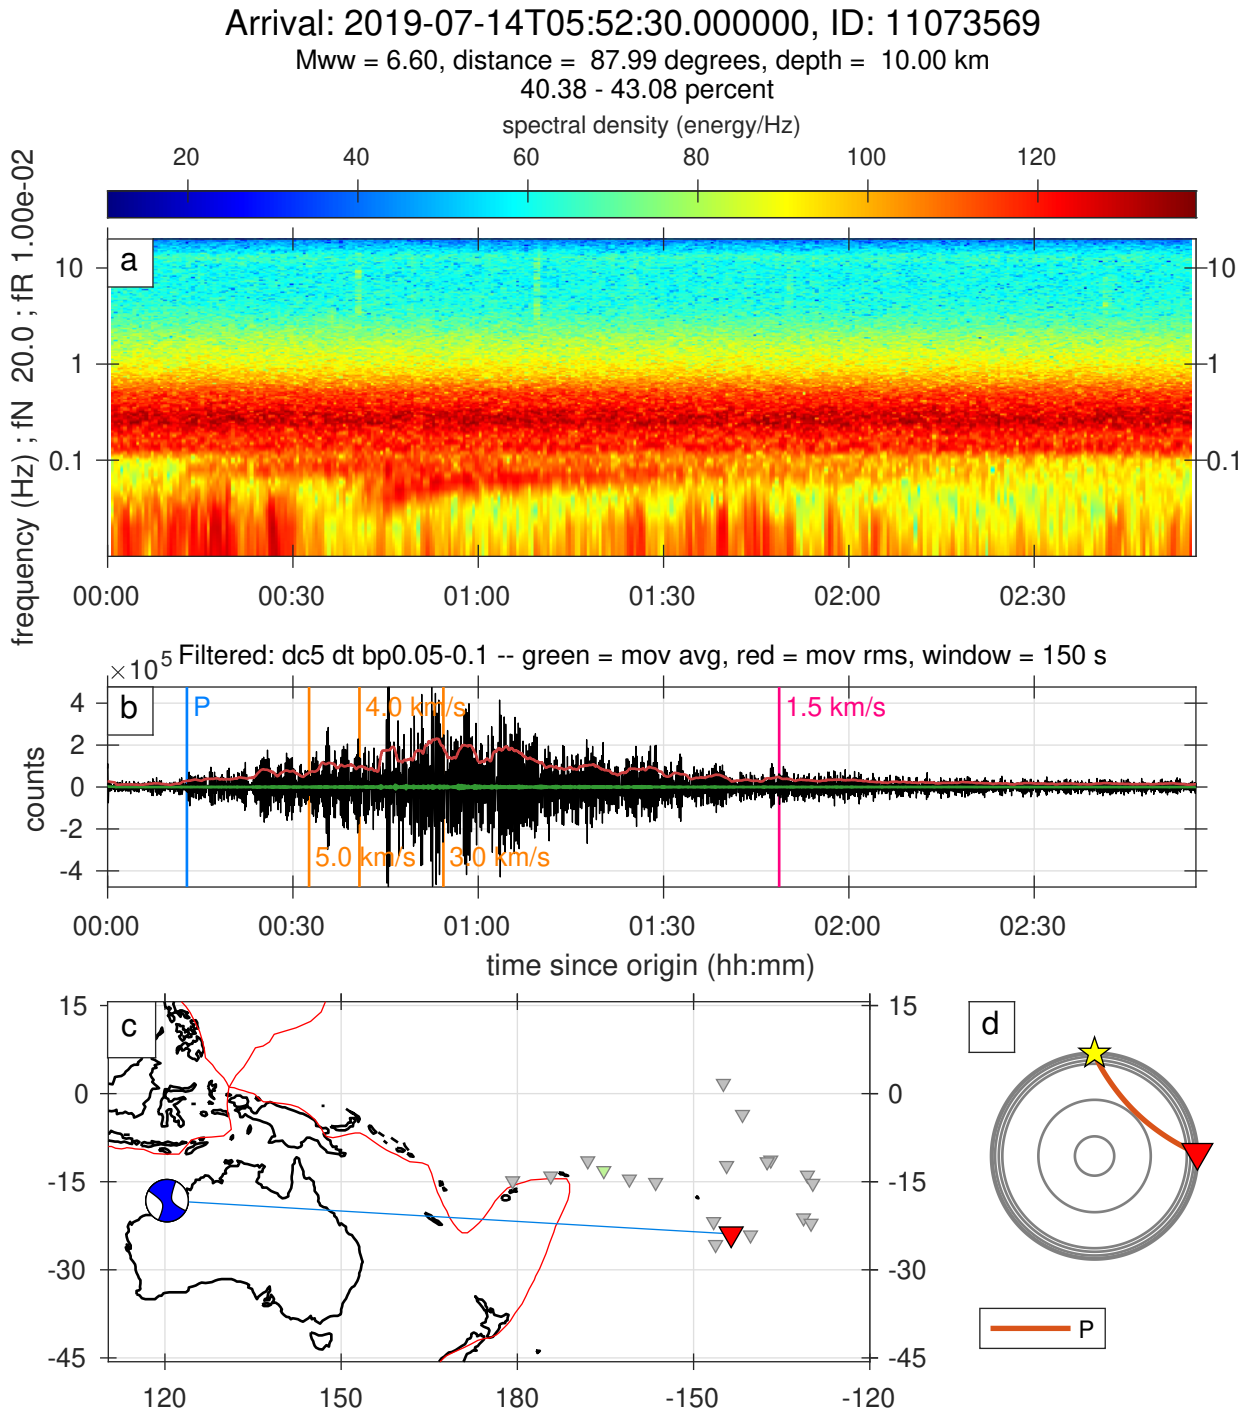 Arrival: 2019-07-14T05:52:30.000000, ID: 11073569
Mww = 6.60, distance = 87.99 degrees, depth = 10.00 km
40.38 - 43.08 percent
spectral density (energy/Hz)
20 40 60 80 100 120
frequency (Hz) ; fN 20.0 ; fR 1.00e-02
a
10 10
1 1
0.1 0.1
00:00 00:30 01:00 01:30 02:00 02:30
×10^5 Filtered: dc5 dt bp0.05-0.1 -- green = mov avg, red = mov rms, window = 150 s
b
P 4.0 km/s 1.5 km/s
5.0 km/s 3.0 km/s
counts
4
2
0
-2
-4
00:00 00:30 01:00 01:30 02:00 02:30
time since origin (hh:mm)
c
15 15
0 0
-15 -15
-30 -30
-45 -45
120 150 180 -150 -120
d
P